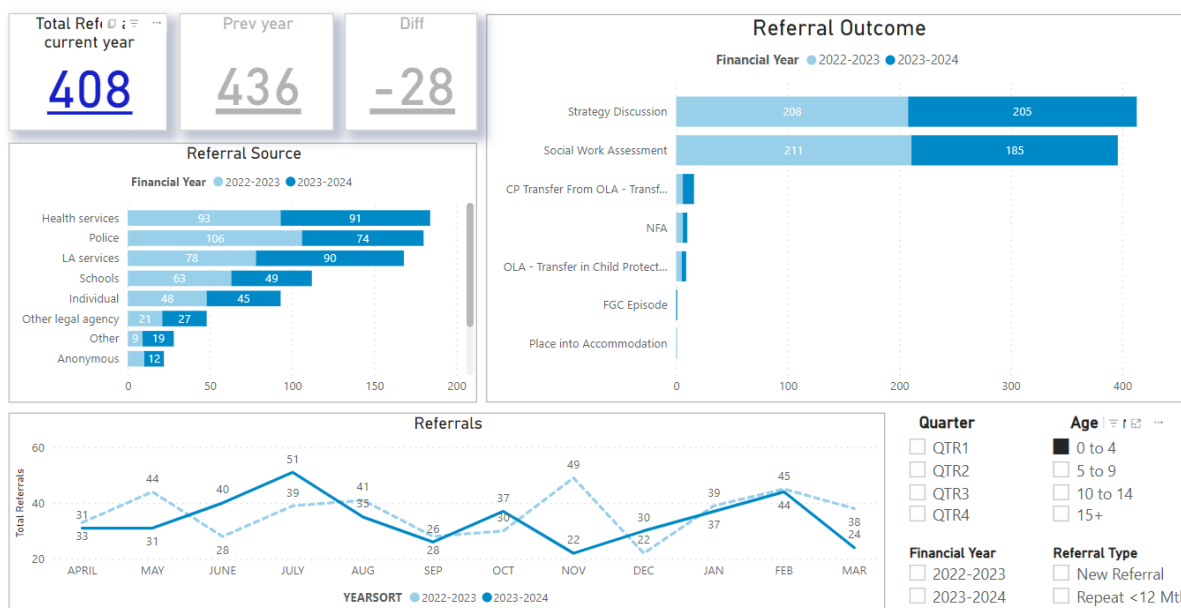 Total Ref
current year
408
Prev year
436
Diff
-28
Referral Outcome
Financial Year 2022-2023 2023-2024
Strategy Discussion 208 205
Social Work Assessment 211 185
CP Transfer From OLA - Transf...
NFA
OLA - Transfer in Child Protect...
FGC Episode
Place into Accommodation
0 100 200 300 400
Referral Source
Financial Year 2022-2023 2023-2024
Health services 93 91
Police 106 74
LA services 78 90
Schools 63 49
Individual 48 45
Other legal agency 21 27
Other 9 19
Anonymous 12
0 50 100 150 200
Referrals
Total Referrals
60
40
20
31 44 40 51 41 26 37 49 30 39 45 38
33 31 28 39 35 28 30 22 22 37 44 24
APRIL MAY JUNE JULY AUG SEP OCT NOV DEC JAN FEB MAR
YEARSORT 2022-2023 2023-2024
Quarter
QTR1
QTR2
QTR3
QTR4
Age
0 to 4
5 to 9
10 to 14
15+
Financial Year
2022-2023
2023-2024
Referral Type
New Referral
Repeat <12 Mt